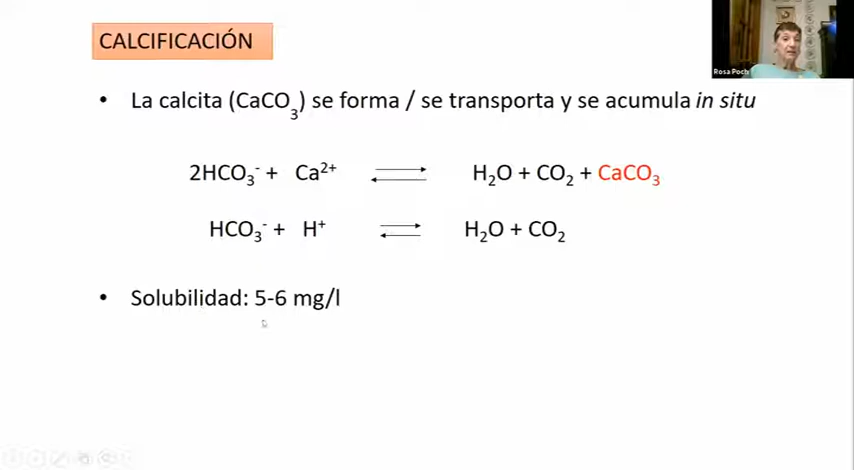 CALCIFICACIÓN
Rosa Poch
• La calcita (CaCO₃) se forma / se transporta y se acumula in situ
2HCO₃⁻ + Ca²⁺ ⇌ H₂O + CO₂ + CaCO₃
HCO₃⁻ + H⁺ ⇌ H₂O + CO₂
• Solubilidad: 5-6 mg/l